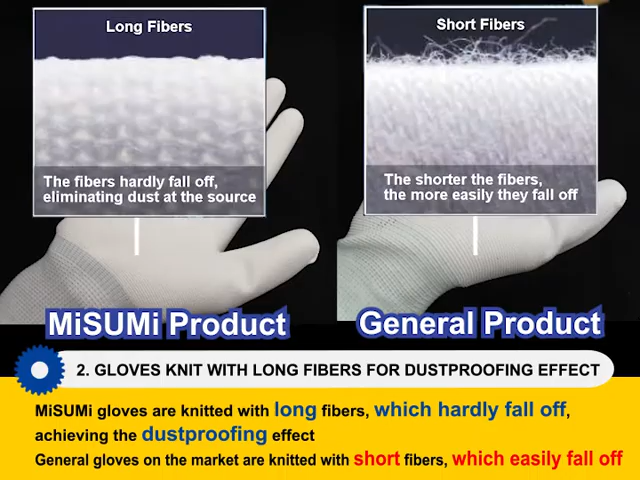 Long Fibers
The fibers hardly fall off,
eliminating dust at the source
Short Fibers
The shorter the fibers,
the more easily they fall off
MiSUMi Product
General Product
2. GLOVES KNIT WITH LONG FIBERS FOR DUSTPROOFING EFFECT
MiSUMi gloves are knitted with long fibers, which hardly fall off,
achieving the dustproofing effect
General gloves on the market are knitted with short fibers, which easily fall off